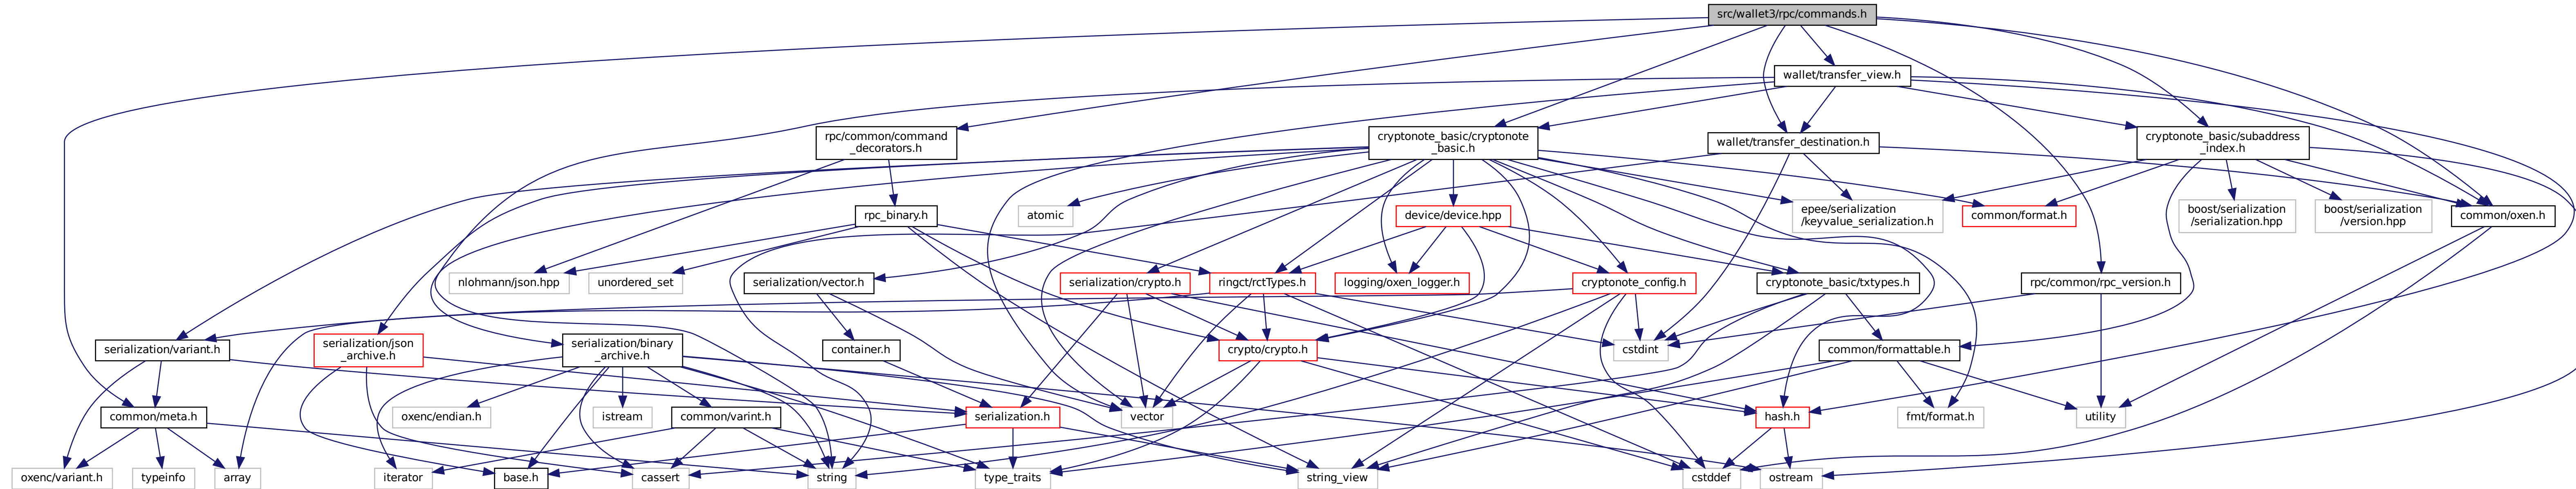 src/wallet3/rpc/commands.h
wallet/transfer_view.h
rpc/common/command
_decorators.h
cryptonote_basic/cryptonote
_basic.h
wallet/transfer_destination.h
cryptonote_basic/subaddress
_index.h
rpc_binary.h
atomic
device/device.hpp
epee/serialization
/keyvalue_serialization.h
common/format.h
boost/serialization
/serialization.hpp
boost/serialization
/version.hpp
common/oxen.h
nlohmann/json.hpp
unordered_set
serialization/vector.h
serialization/crypto.h
ringct/rctTypes.h
logging/oxen_logger.h
cryptonote_config.h
cryptonote_basic/txtypes.h
rpc/common/rpc_version.h
serialization/variant.h
serialization/json
_archive.h
serialization/binary
_archive.h
container.h
crypto/crypto.h
cstdint
common/formattable.h
common/meta.h
oxenc/endian.h
istream
common/varint.h
serialization.h
vector
hash.h
fmt/format.h
utility
oxenc/variant.h
typeinfo
array
iterator
base.h
cassert
string
type_traits
string_view
cstddef
ostream